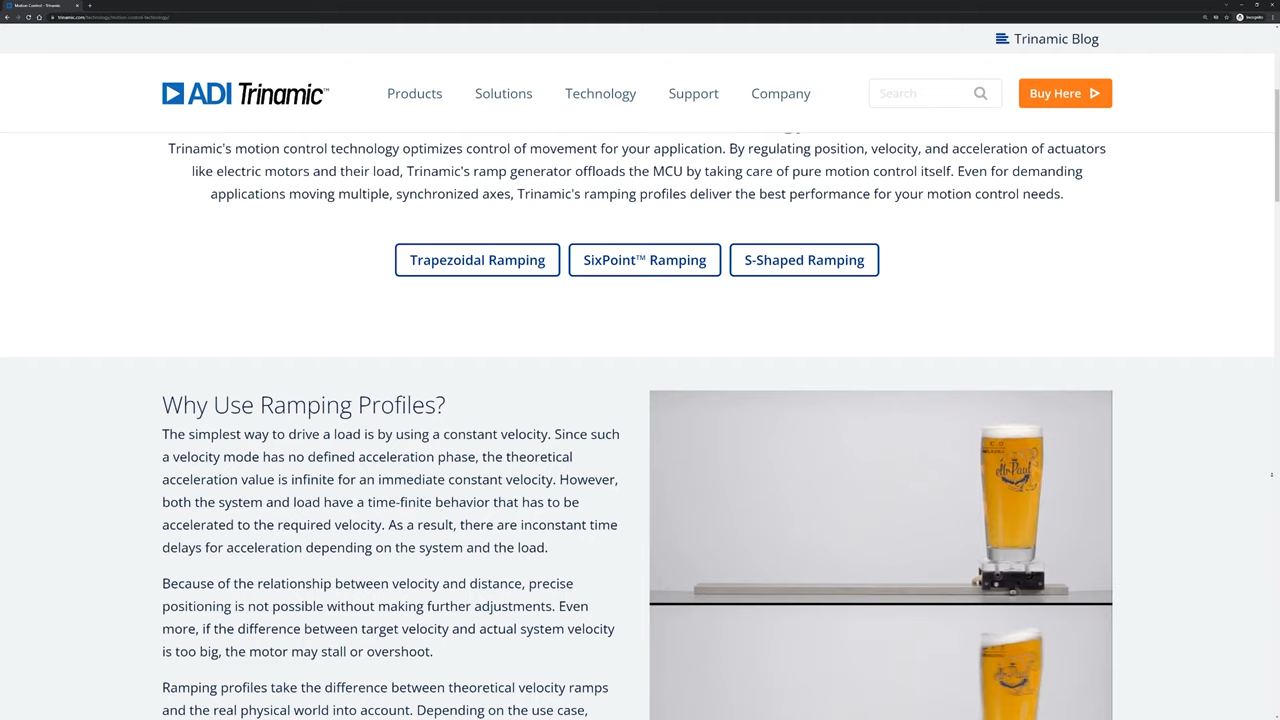 Motion Control - Trinamic
trinamic.com/technology/motion-control-technology/
Incognito
Trinamic Blog
ADI Trinamic™
Products
Solutions
Technology
Support
Company
Search
Buy Here
Trinamic's motion control technology optimizes control of movement for your application. By regulating position, velocity, and acceleration of actuators
like electric motors and their load, Trinamic's ramp generator offloads the MCU by taking care of pure motion control itself. Even for demanding
applications moving multiple, synchronized axes, Trinamic's ramping profiles deliver the best performance for your motion control needs.
Trapezoidal Ramping
SixPoint™ Ramping
S-Shaped Ramping
Why Use Ramping Profiles?
The simplest way to drive a load is by using a constant velocity. Since such
a velocity mode has no defined acceleration phase, the theoretical
acceleration value is infinite for an immediate constant velocity. However,
both the system and load have a time-finite behavior that has to be
accelerated to the required velocity. As a result, there are inconstant time
delays for acceleration depending on the system and the load.
Because of the relationship between velocity and distance, precise
positioning is not possible without making further adjustments. Even
more, if the difference between target velocity and actual system velocity
is too big, the motor may stall or overshoot.
Ramping profiles take the difference between theoretical velocity ramps
and the real physical world into account. Depending on the use case,